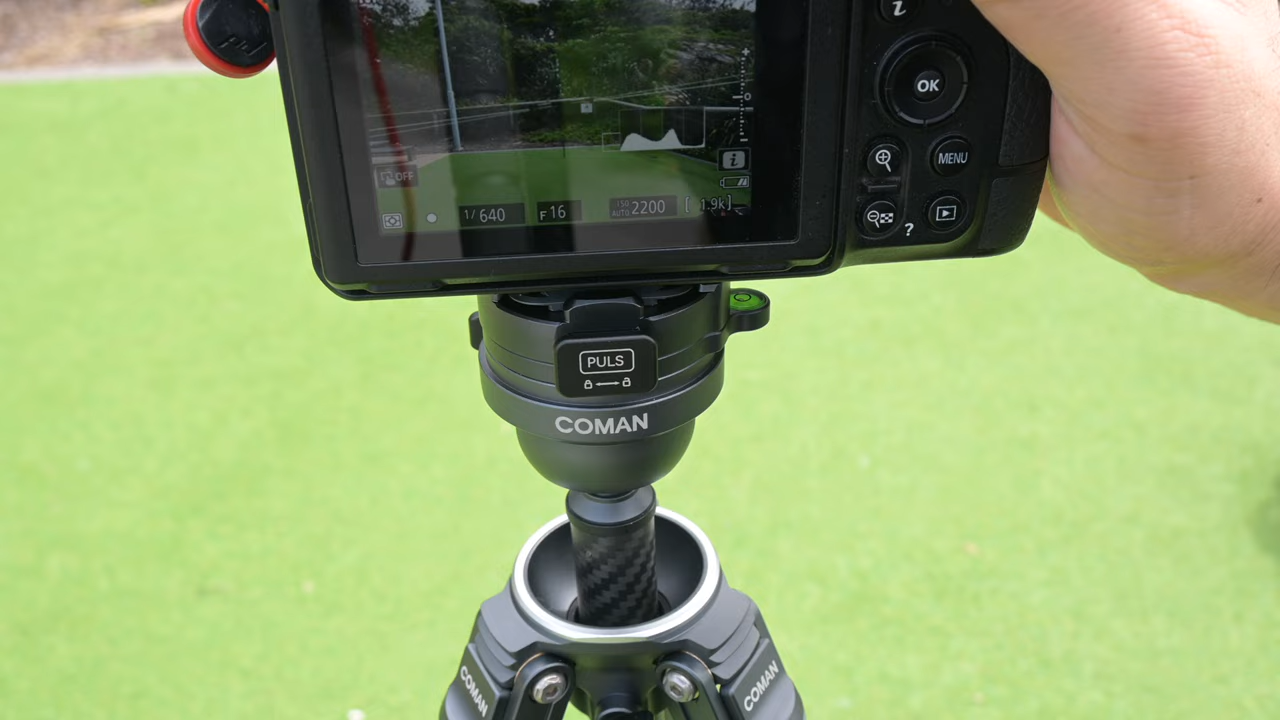 i
OK
MENU
?
OFF
i
1/640
F16
ISO
AUTO 2200
[1.9k]
PULS
COMAN
COMAN
COMAN